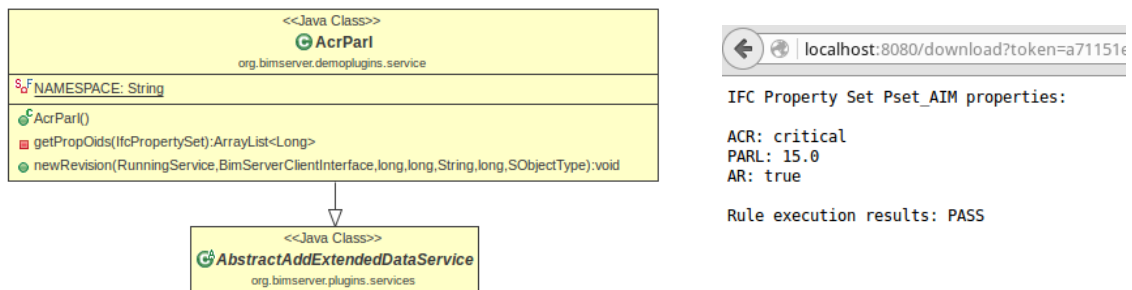 <<Java Class>>
AcrParl
org.bimserver.demoplugins.service
NAMESPACE: String
AcrParl()
getPropOids(IfcPropertySet):ArrayList<Long>
newRevision(RunningService,BimServerClientInterface,long,long,String,long,SObjectType):void
<<Java Class>>
AbstractAddExtendedDataService
org.bimserver.plugins.services
localhost:8080/download?token=a71151e
IFC Property Set Pset_AIM properties:
ACR: critical
PARL: 15.0
AR: true
Rule execution results: PASS